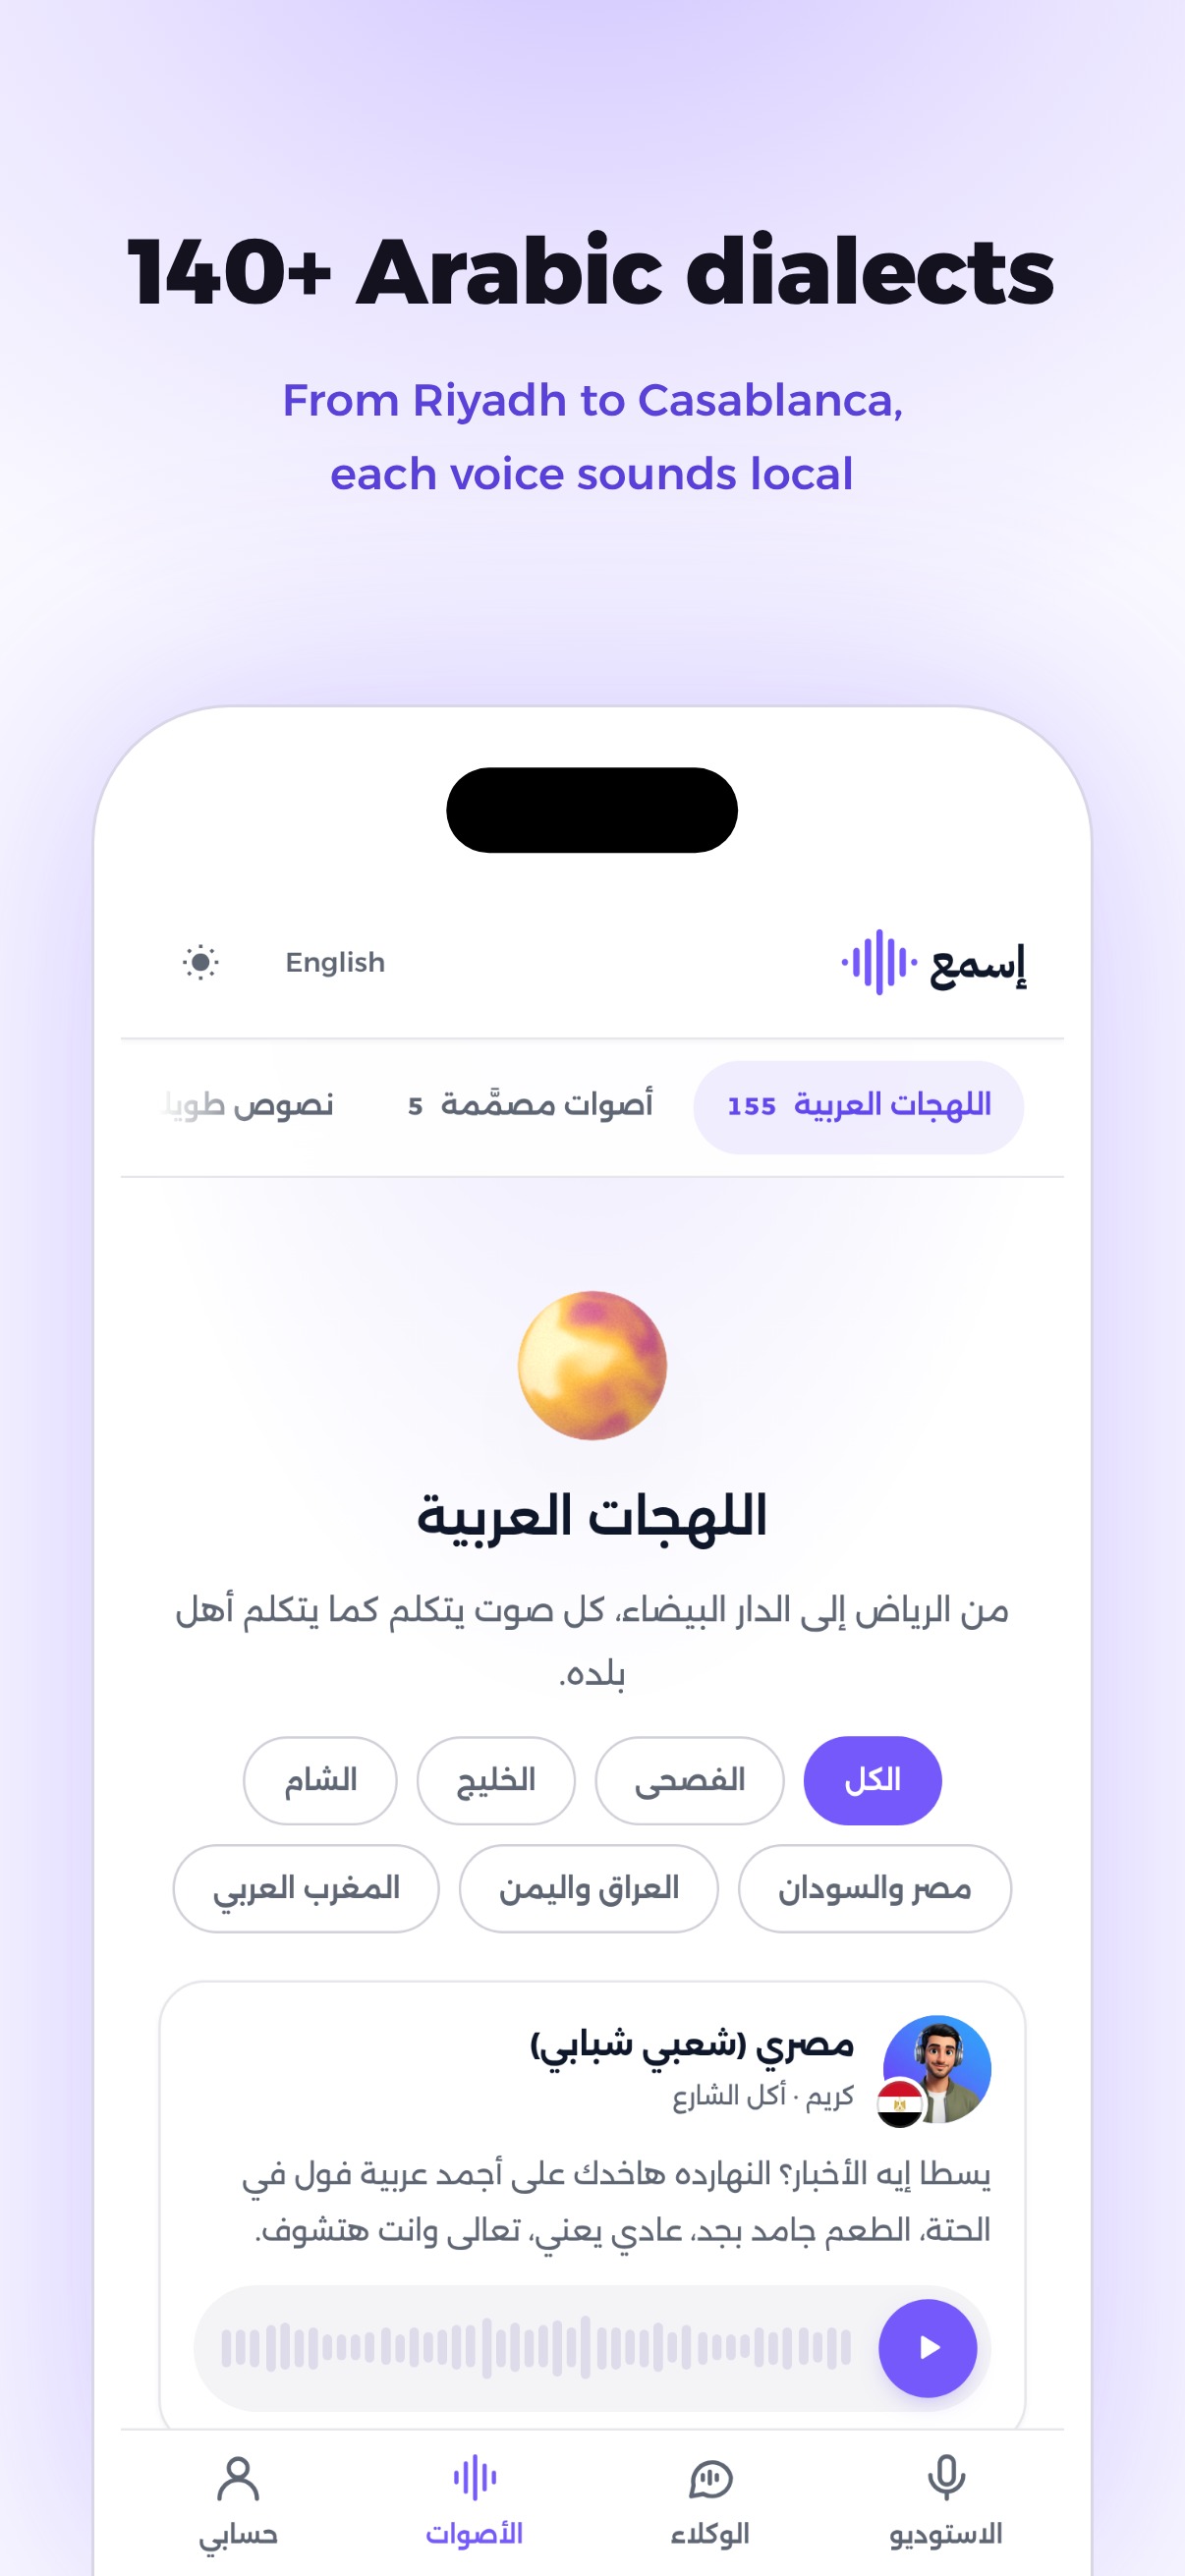 140+ Arabic dialects
From Riyadh to Casablanca,
each voice sounds local
إسمع
English
اللهجات العربية 155
أصوات مصمَّمة 5
نصوص
اللهجات العربية
من الرياض إلى الدار البيضاء، كل صوت يتكلم كما يتكلم أهل
بلده.
الكل
الفصحى
الخليج
الشام
مصر والسودان
العراق واليمن
المغرب العربي
مصري (شعبي شبابي)
كريم · أكل الشارع
يسطا إيه الأخبار؟ النهارده هاخدك على أجمد عربية فول في
الحتة، الطعم جامد بجد، عادي يعني، تعالى وانت هتشوف.
الاستوديو
الوكلاء
الأصوات
حسابي